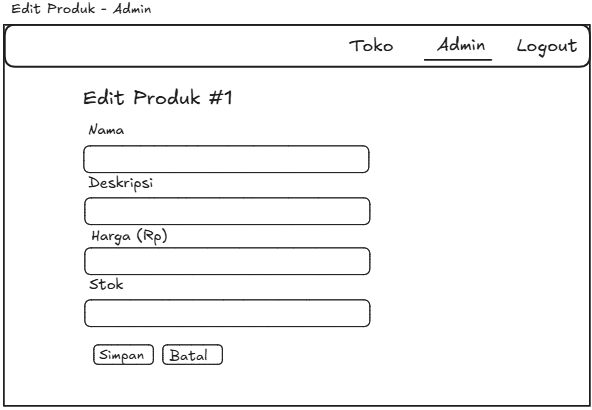 Edit Produk - Admin
Toko Admin Logout
Edit Produk #1
Nama
Deskripsi
Harga (Rp)
Stok
Simpan Batal